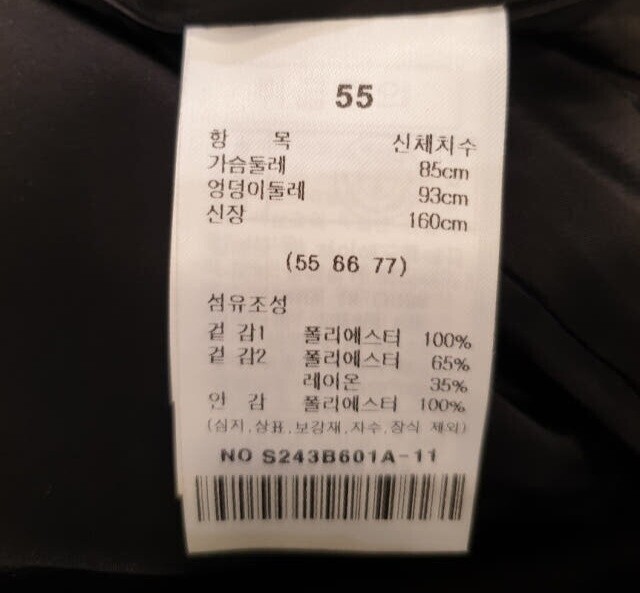 55
항 목 신체치수
가슴둘레 85cm
엉덩이둘레 93cm
신장 160cm
(55 66 77)
섬유조성
겉 감1 폴리에스터 100%
겉 감2 폴리에스터 65%
레이온 35%
안 감 폴리에스터 100%
(심지,상표,보강재,자수,장식 제외)
NO S243B601A-11